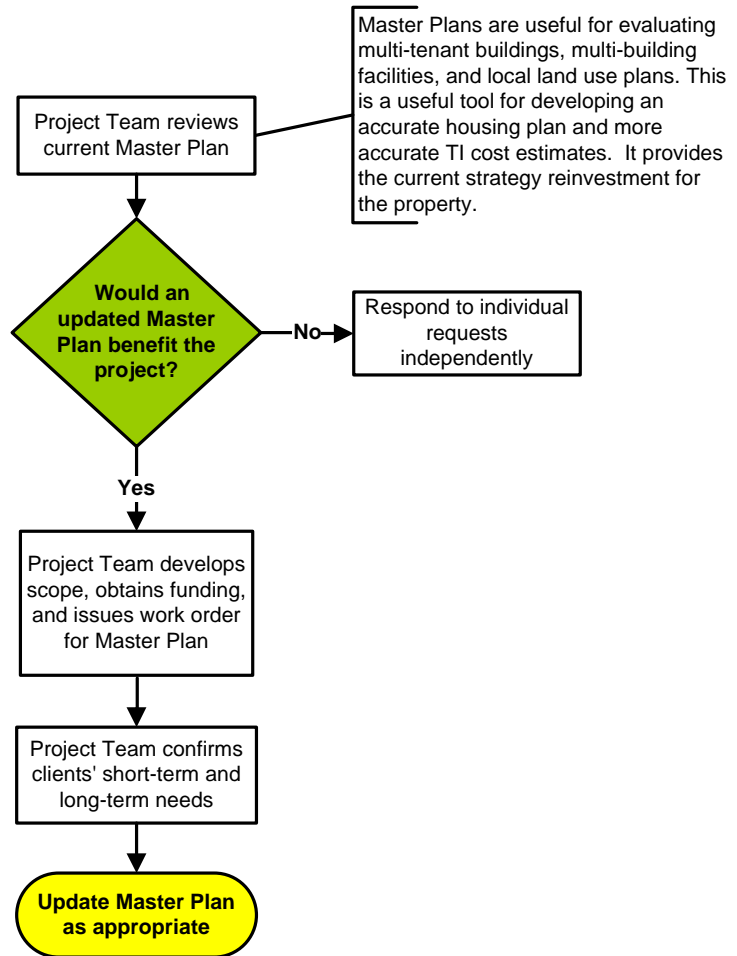 Master Plans are useful for evaluating
multi-tenant buildings, multi-building
facilities, and local land use plans. This
is a useful tool for developing an
accurate housing plan and more
accurate TI cost estimates.  It provides
the current strategy reinvestment for
the property.
Project Team reviews
current Master Plan
Would an
updated Master
Plan benefit the
project?
No
Respond to individual
requests
independently
Yes
Project Team develops
scope, obtains funding,
and issues work order
for Master Plan
Project Team confirms
clients' short-term and
long-term needs
Update Master Plan
as appropriate